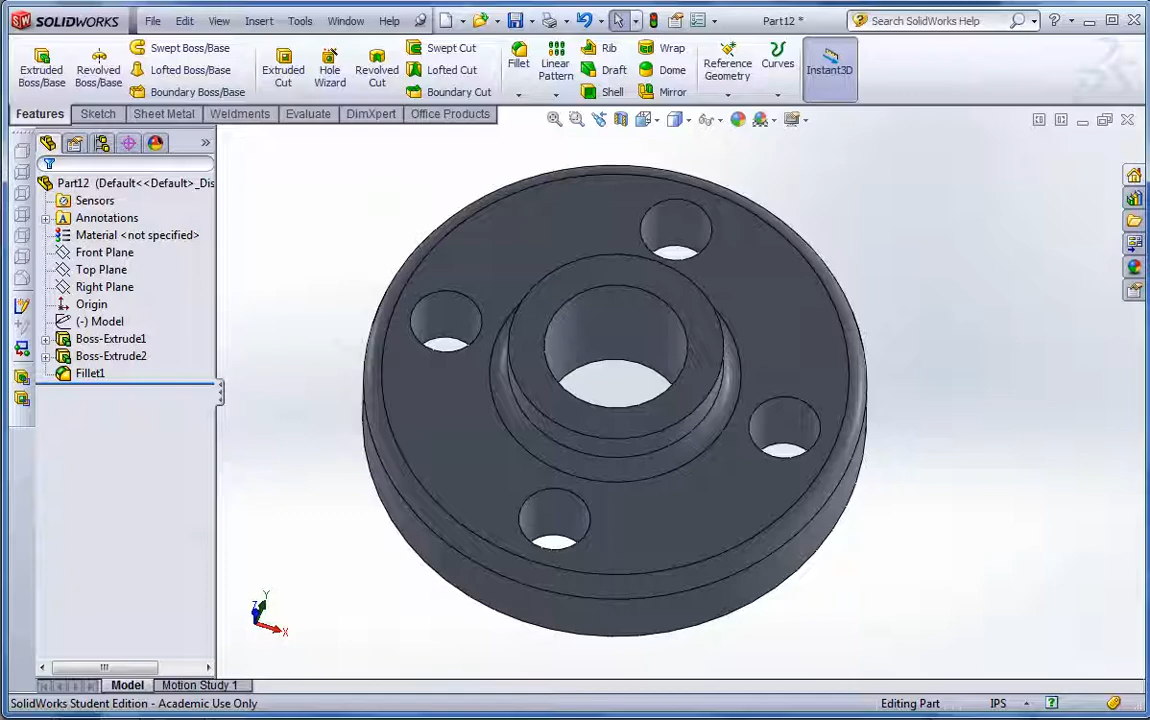 SOLIDWORKS File Edit View Insert Tools Window Help Part12 * Search SolidWorks Help
Extruded Boss/Base
Revolved Boss/Base
Swept Boss/Base
Lofted Boss/Base
Boundary Boss/Base
Extruded Cut
Hole Wizard
Revolved Cut
Swept Cut
Lofted Cut
Boundary Cut
Fillet
Linear Pattern
Rib
Draft
Shell
Wrap
Dome
Mirror
Reference Geometry
Curves
Instant3D
Features Sketch Sheet Metal Weldments Evaluate DimXpert Office Products
Part12 (Default<<Default>_Dis
Sensors
Annotations
Material <not specified>
Front Plane
Top Plane
Right Plane
Origin
(-) Model
Boss-Extrude1
Boss-Extrude2
Fillet1
Y
Z
X
Model Motion Study 1
SolidWorks Student Edition - Academic Use Only Editing Part IPS